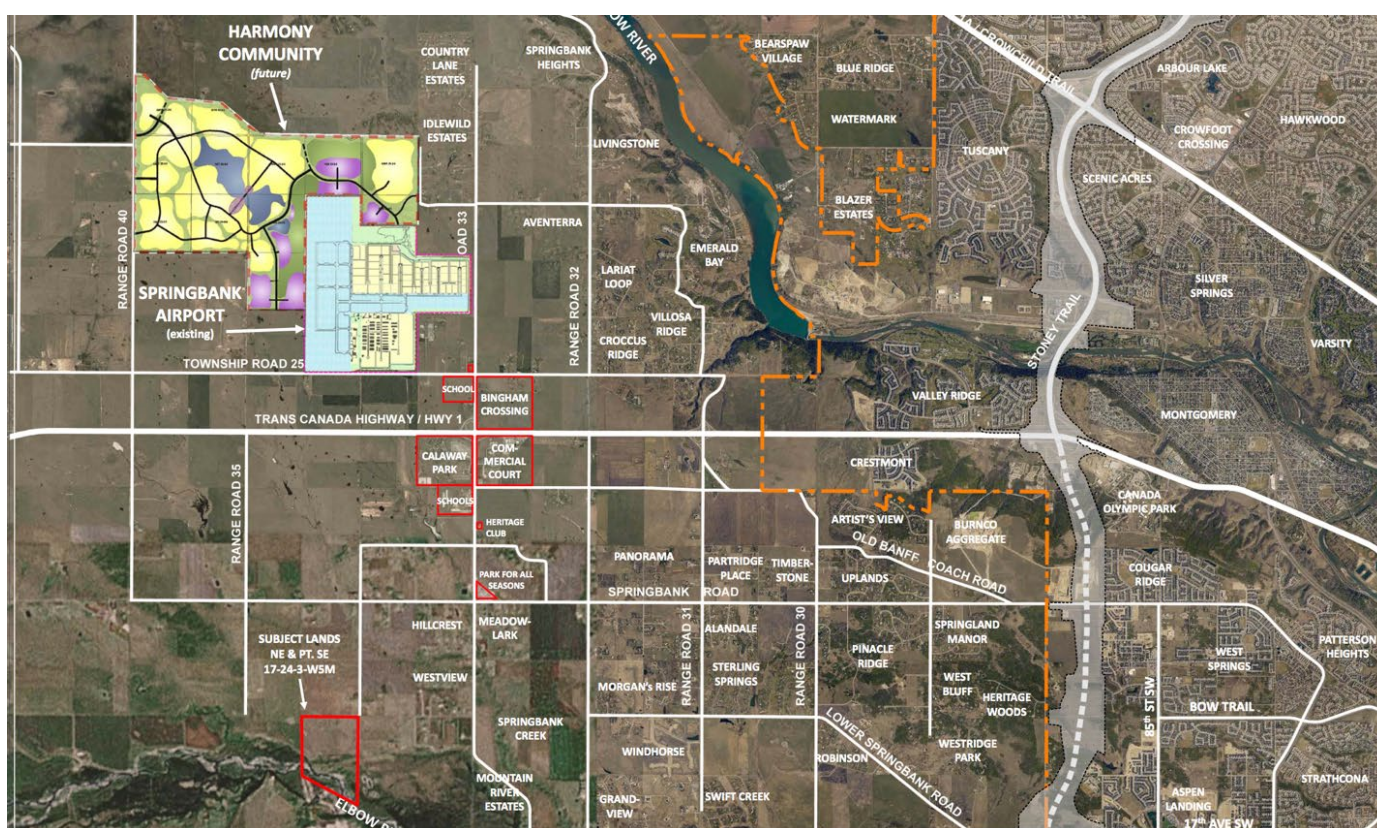 HARMONY
COMMUNITY
(future)
COUNTRY
LANE
ESTATES
SPRINGBANK
HEIGHTS
OW RIVER
BEARSPAW
VILLAGE
BLUE RIDGE
WATERMARK
CROWCHILD TRAIL
ARBOUR LAKE
HAWKWOOD
CROWFOOT
CROSSING
IDLEWILD
ESTATES
LIVINGSTONE
TUSCANY
SCENIC ACRES
BLAZER
ESTATES
AVENTERRA
EMERALD
BAY
RANGE ROAD 40
OAD 33
RANGE ROAD 32
LARIAT
LOOP
SILVER
SPRINGS
SPRINGBANK
AIRPORT
(existing)
VILLOSA
RIDGE
CROCCUS
RIDGE
STONEY TRAIL
VARSITY
TOWNSHIP ROAD 25
SCHOOL
BINGHAM
CROSSING
VALLEY RIDGE
MONTGOMERY
TRANS CANADA HIGHWAY / HWY 1
CALAWAY
PARK
COM-
MERCIAL
COURT
CRESTMONT
RANGE ROAD 35
SCHOOLS
CANADA
OLYMPIC PARK
HERITAGE
CLUB
ARTIST'S VIEW
BURNCO
AGGREGATE
OLD BANFF COACH ROAD
PANORAMA
PARTRIDGE
PLACE
TIMBER-
STONE
UPLANDS
COUGAR
RIDGE
PARK FOR ALL
SEASONS
SPRINGBANK ROAD
HILLCREST
MEADOW-
LARK
ALANDALE
SPRINGLAND
MANOR
PATTERSON
HEIGHTS
SUBJECT LANDS
NE & PT. SE
17-24-3-W5M
RANGE ROAD 31
RANGE ROAD 30
PINACLE
RIDGE
WEST
SPRINGS
WESTVIEW
MORGAN's RISE
STERLING
SPRINGS
WEST
BLUFF
HERITAGE
WOODS
85th ST SW
BOW TRAIL
SPRINGBANK
CREEK
LOWER SPRINGBANK ROAD
WINDHORSE
ROBINSON
WESTRIDGE
PARK
STRATHCONA
MOUNTAIN
RIVER
ESTATES
GRAND-
VIEW
SWIFT CREEK
ASPEN
LANDING
17th AVE SW
ELBOW